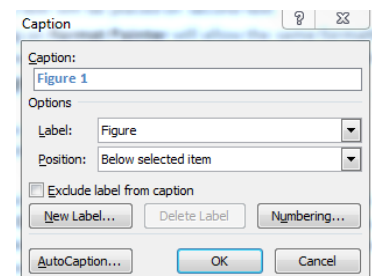 Caption
Caption:
Figure 1
Options
Label: Figure
Position: Below selected item
Exclude label from caption
New Label... Delete Label Numbering...
AutoCaption... OK Cancel